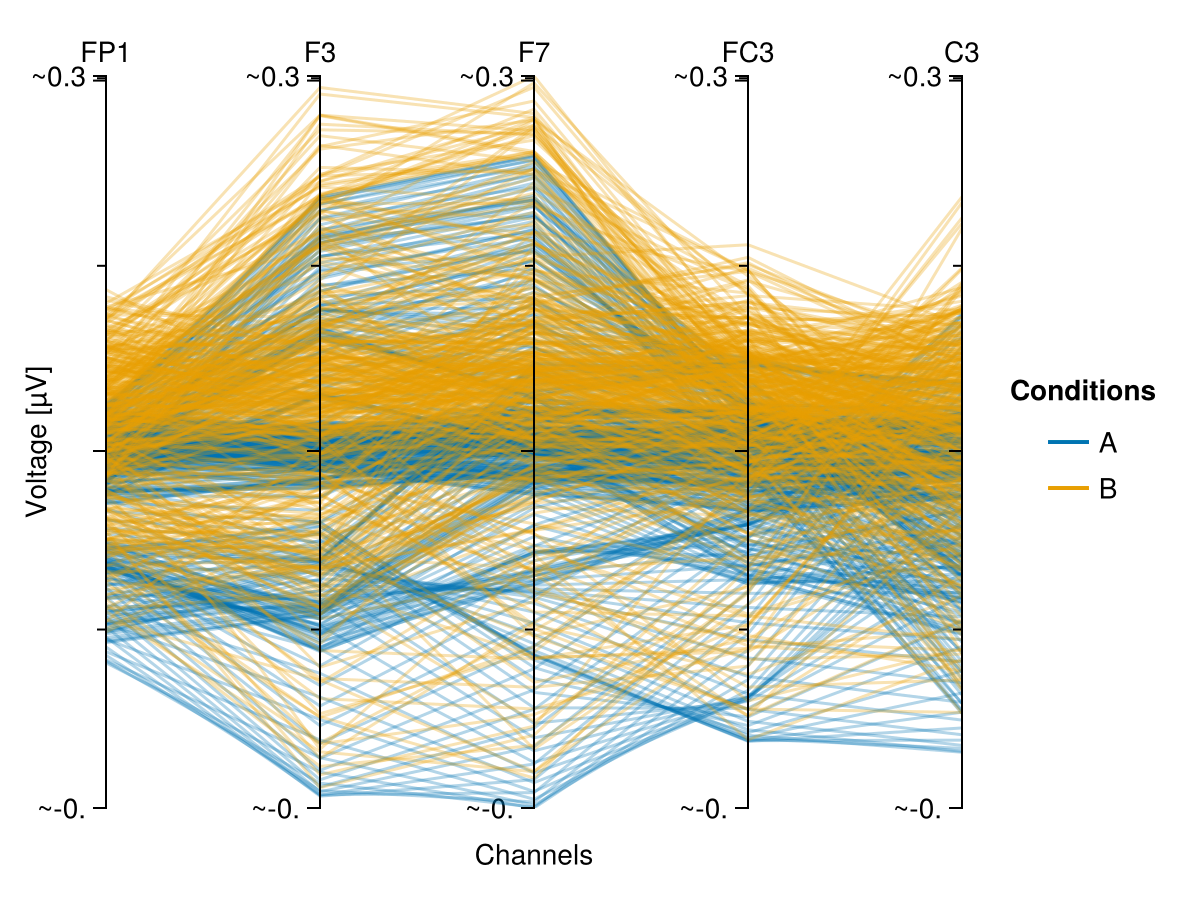 FP1 F3 F7 FC3 C3
~0.3 ~0.3 ~0.3 ~0.3 ~0.3
Voltage [µV]
Conditions
A
B
~-0. ~-0. ~-0. ~-0. ~-0.
Channels